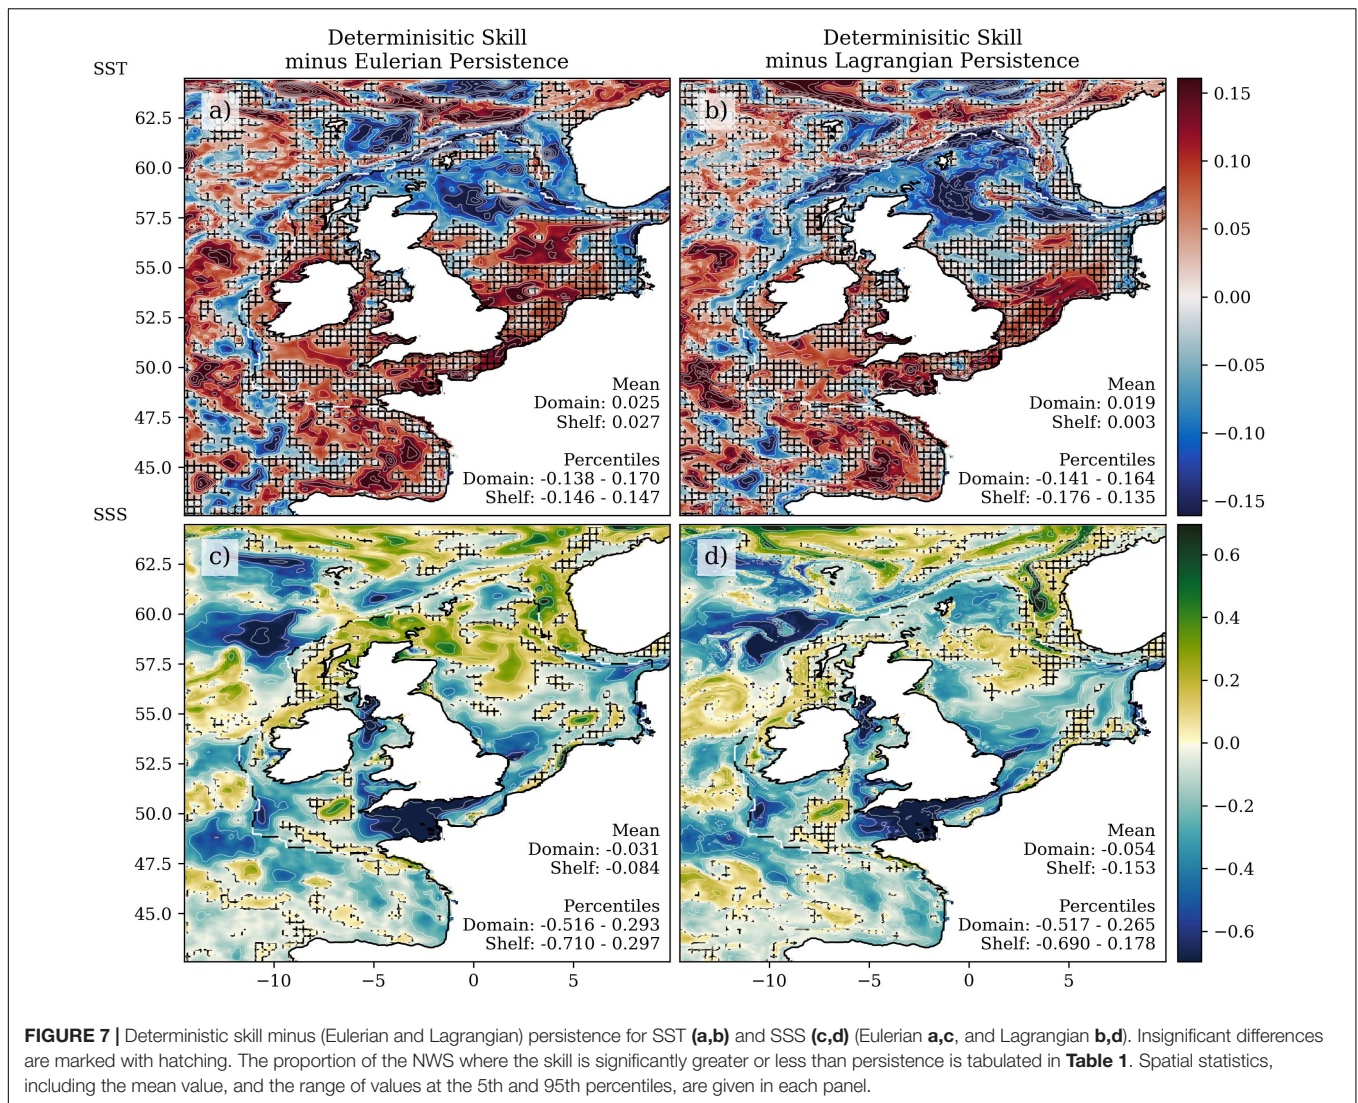 Determinisitic Skill
minus Eulerian Persistence
Determinisitic Skill
minus Lagrangian Persistence
SST
a)
62.5
60.0
57.5
55.0
52.5
50.0
47.5
45.0
Mean
Domain: 0.025
Shelf: 0.027
Percentiles
Domain: -0.138 - 0.170
Shelf: -0.146 - 0.147
b)
Mean
Domain: 0.019
Shelf: 0.003
Percentiles
Domain: -0.141 - 0.164
Shelf: -0.176 - 0.135
0.15
0.10
0.05
0.00
−0.05
−0.10
−0.15
SSS
c)
62.5
60.0
57.5
55.0
52.5
50.0
47.5
45.0
Mean
Domain: -0.031
Shelf: -0.084
Percentiles
Domain: -0.516 - 0.293
Shelf: -0.710 - 0.297
−10
−5
0
5
d)
Mean
Domain: -0.054
Shelf: -0.153
Percentiles
Domain: -0.517 - 0.265
Shelf: -0.690 - 0.178
−10
−5
0
5
0.6
0.4
0.2
0.0
−0.2
−0.4
−0.6
FIGURE 7 | Deterministic skill minus (Eulerian and Lagrangian) persistence for SST (a,b) and SSS (c,d) (Eulerian a,c, and Lagrangian b,d). Insignificant differences
are marked with hatching. The proportion of the NWS where the skill is significantly greater or less than persistence is tabulated in Table 1. Spatial statistics,
including the mean value, and the range of values at the 5th and 95th percentiles, are given in each panel.